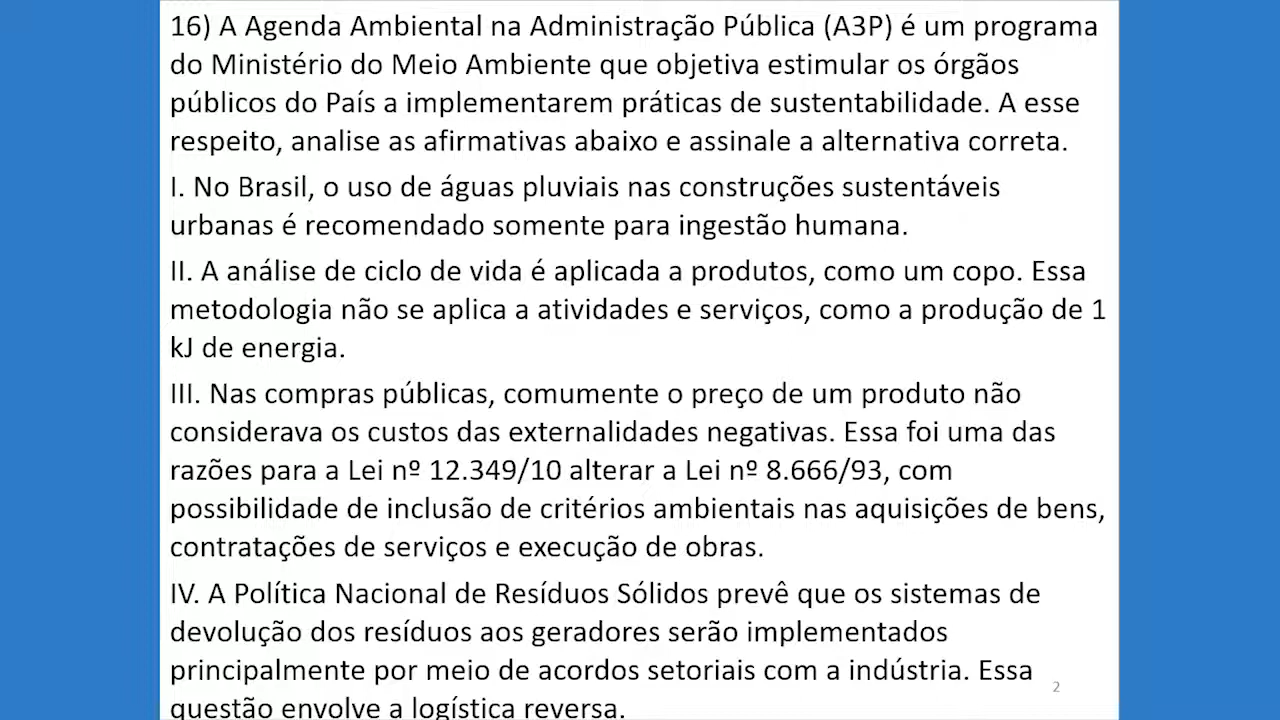 16) A Agenda Ambiental na Administração Pública (A3P) é um programa
do Ministério do Meio Ambiente que objetiva estimular os órgãos
públicos do País a implementarem práticas de sustentabilidade. A esse
respeito, analise as afirmativas abaixo e assinale a alternativa correta.
I. No Brasil, o uso de águas pluviais nas construções sustentáveis
urbanas é recomendado somente para ingestão humana.
II. A análise de ciclo de vida é aplicada a produtos, como um copo. Essa
metodologia não se aplica a atividades e serviços, como a produção de 1
kJ de energia.
III. Nas compras públicas, comumente o preço de um produto não
considerava os custos das externalidades negativas. Essa foi uma das
razões para a Lei nº 12.349/10 alterar a Lei nº 8.666/93, com
possibilidade de inclusão de critérios ambientais nas aquisições de bens,
contratações de serviços e execução de obras.
IV. A Política Nacional de Resíduos Sólidos prevê que os sistemas de
devolução dos resíduos aos geradores serão implementados
principalmente por meio de acordos setoriais com a indústria. Essa
2
questão envolve a logística reversa.